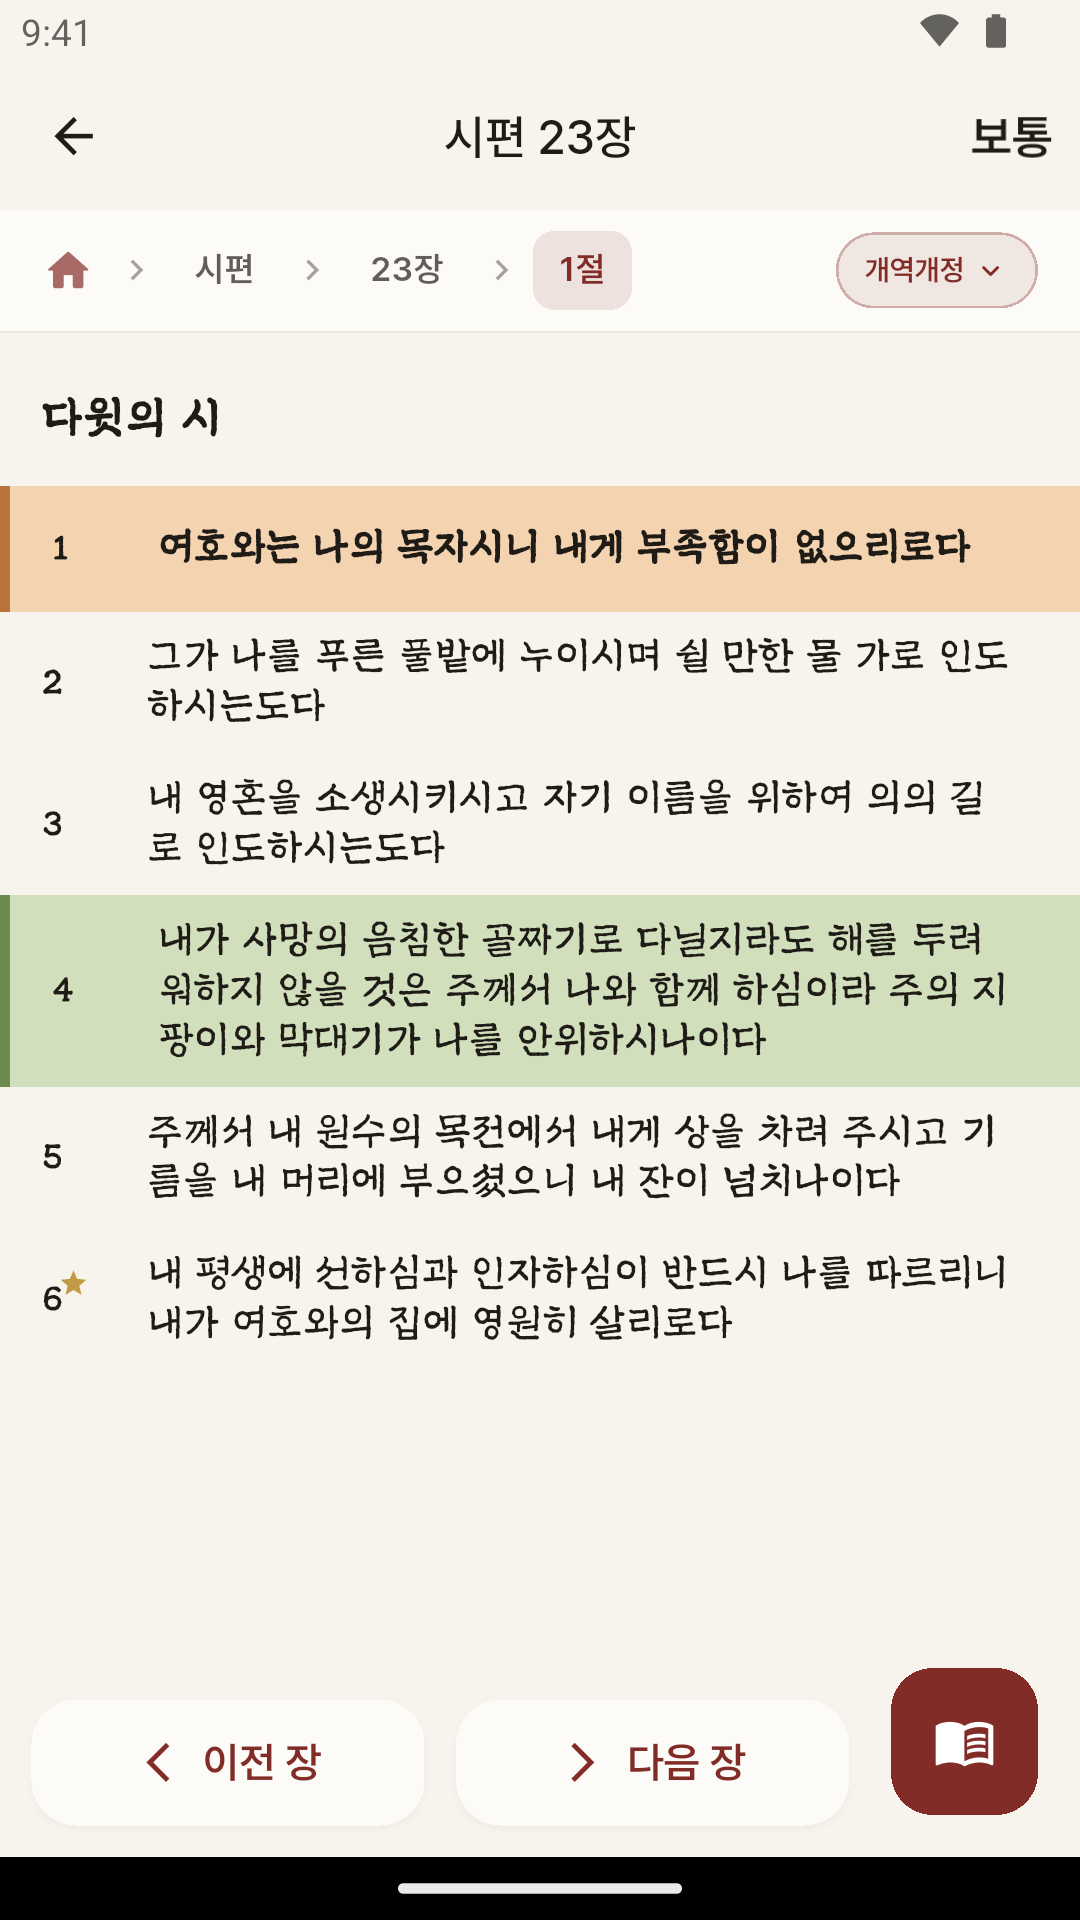 9:41
시편 23장
보통
시편
23장
1절
개역개정
다윗의 시
1 여호와는 나의 목자시니 내게 부족함이 없으리로다
2 그가 나를 푸른 풀밭에 누이시며 쉴 만한 물 가로 인도
하시는도다
3 내 영혼을 소생시키시고 자기 이름을 위하여 의의 길
로 인도하시는도다
4 내가 사망의 음침한 골짜기로 다닐지라도 해를 두려
워하지 않을 것은 주께서 나와 함께 하심이라 주의 지
팡이와 막대기가 나를 안위하시나이다
5 주께서 내 원수의 목전에서 내게 상을 차려 주시고 기
름을 내 머리에 부으셨으니 내 잔이 넘치나이다
6 내 평생에 선하심과 인자하심이 반드시 나를 따르리니
내가 여호와의 집에 영원히 살리로다
이전 장
다음 장